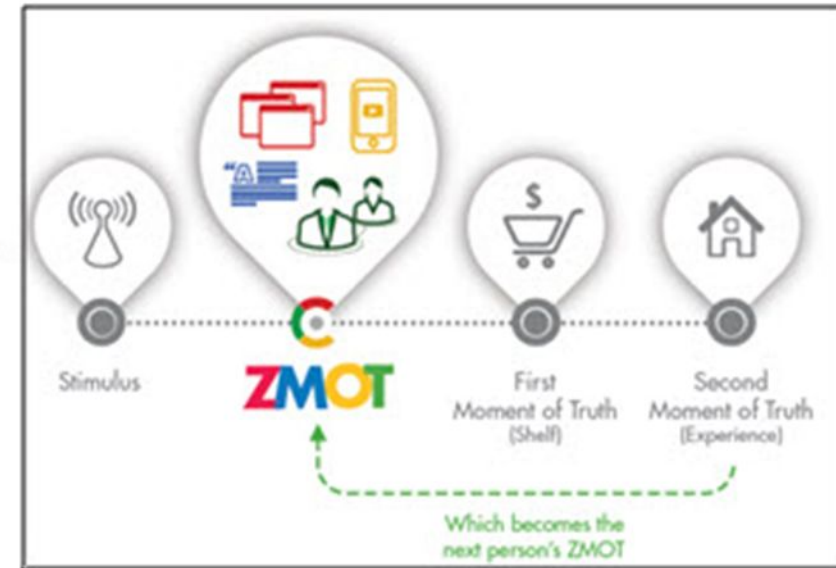 "A
$
Stimulus
ZMOT
First
Moment of Truth
(Shelf)
Second
Moment of Truth
(Experience)
Which becomes the
next person's ZMOT